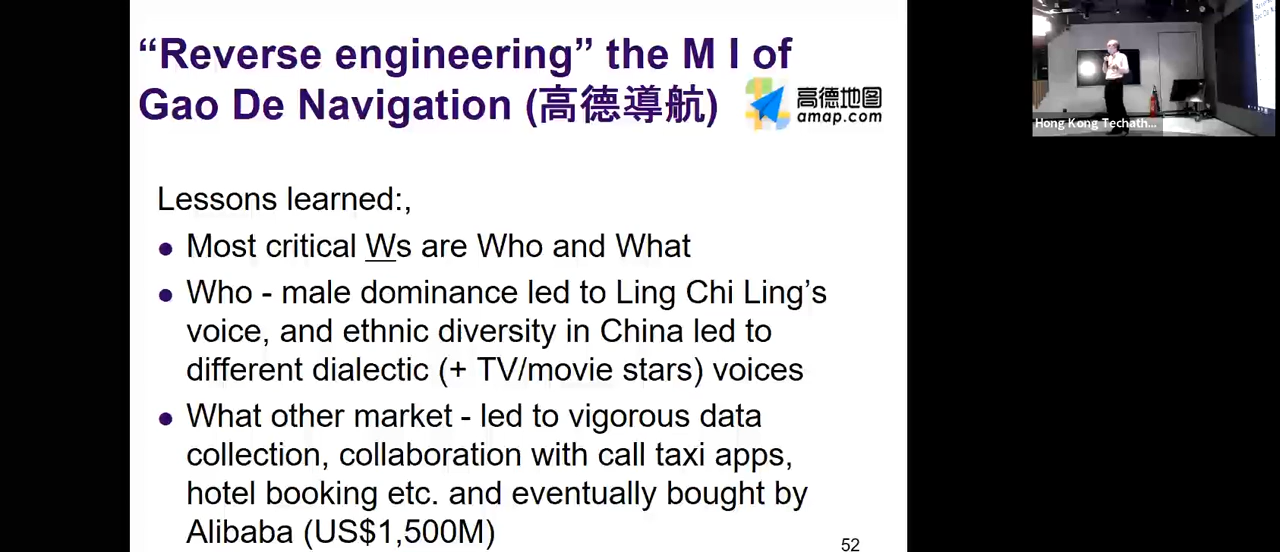 “Reverse engineering” the M I of
Gao De Navigation (高德導航)
高德地图
amap.com
Hong Kong Techath...
Lessons learned:,
• Most critical Ws are Who and What
• Who - male dominance led to Ling Chi Ling’s
voice, and ethnic diversity in China led to
different dialectic (+ TV/movie stars) voices
• What other market - led to vigorous data
collection, collaboration with call taxi apps,
hotel booking etc. and eventually bought by
Alibaba (US$1,500M)
52